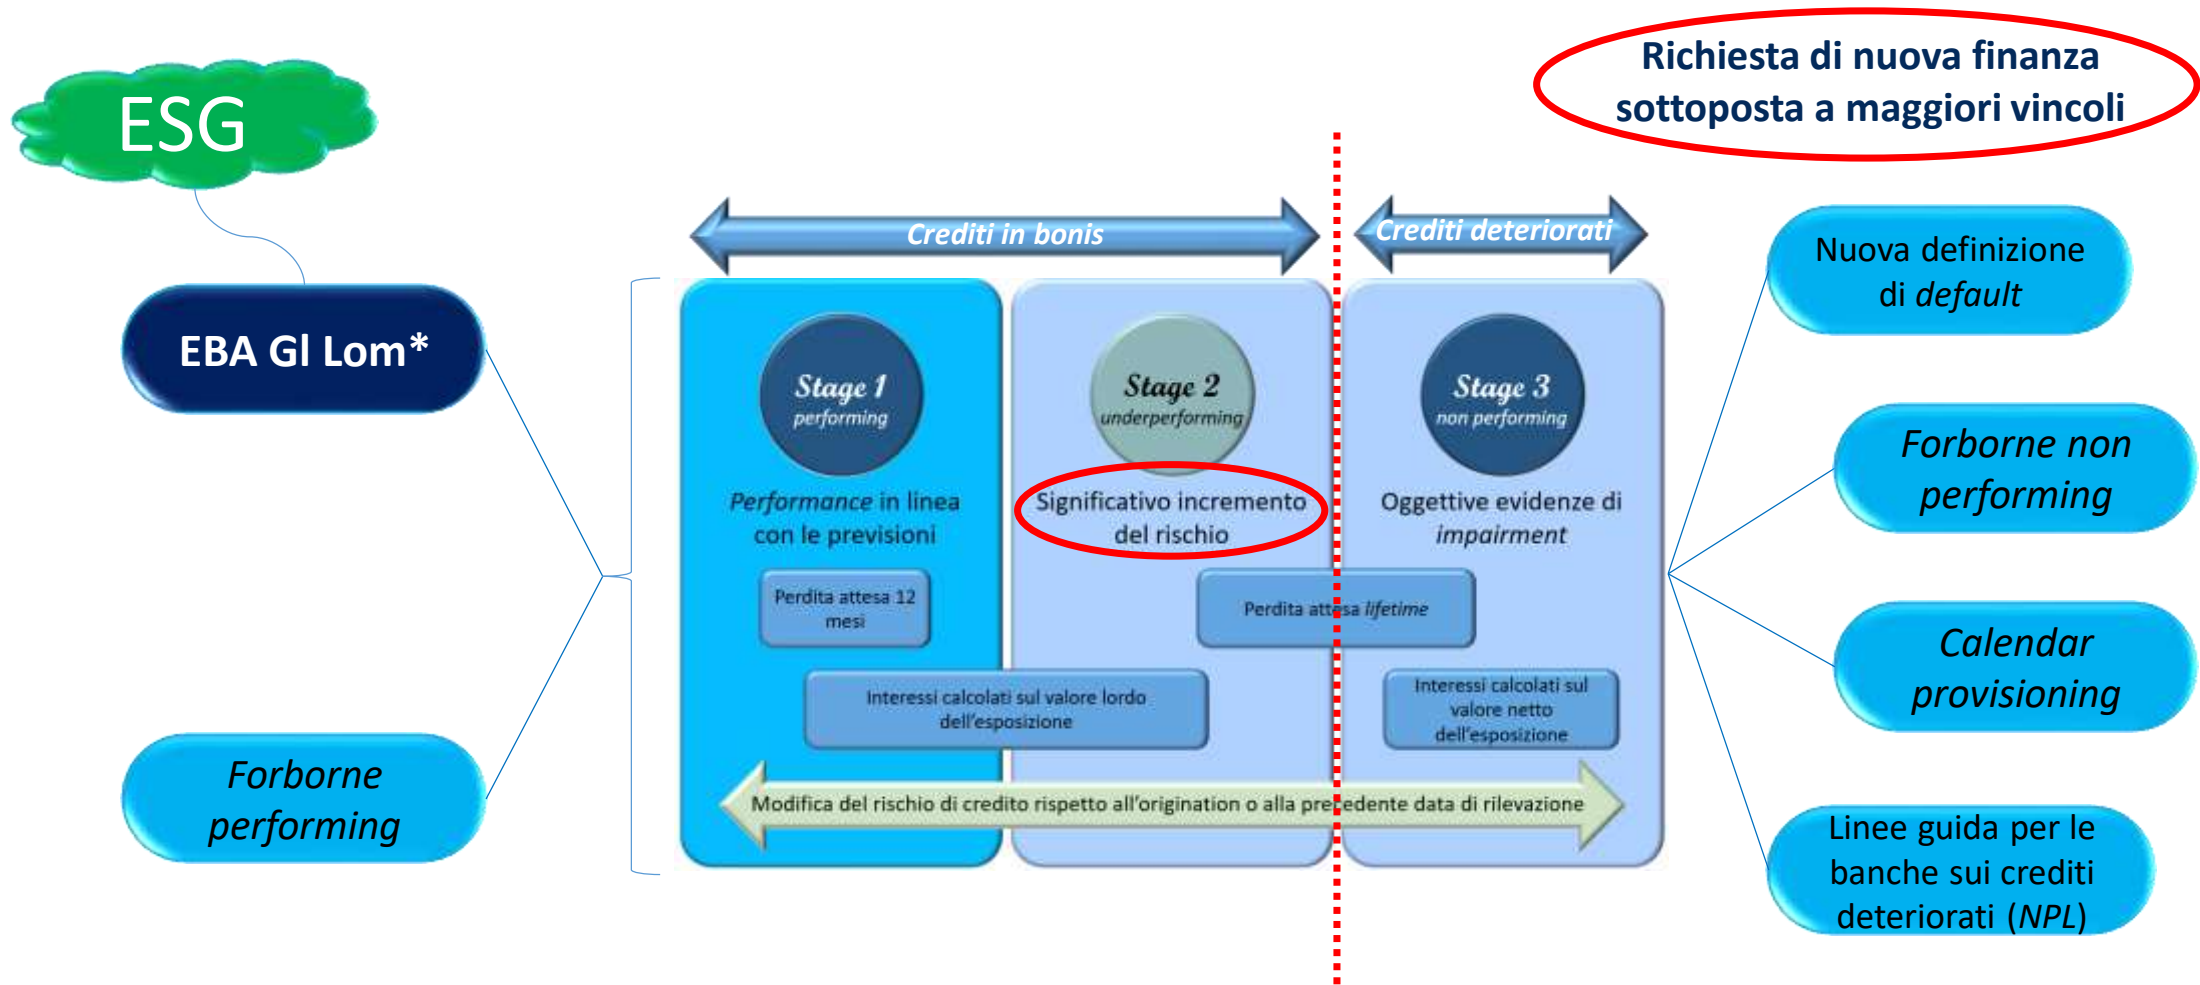 Richiesta di nuova finanza
sottoposta a maggiori vincoli
ESG
EBA Gl Lom*
Forborne
performing
Crediti in bonis
Crediti deteriorati
Stage 1
performing
Performance in linea
con le previsioni
Stage 2
underperforming
Significativo incremento
del rischio
Stage 3
non performing
Oggettive evidenze di
impairment
Perdita attesa 12
mesi
Perdita attesa lifetime
Interessi calcolati sul valore lordo
dell'esposizione
Interessi calcolati sul
valore netto
dell'esposizione
Modifica del rischio di credito rispetto all'origination o alla precedente data di rilevazione
Nuova definizione
di default
Forborne non
performing
Calendar
provisioning
Linee guida per le
banche sui crediti
deteriorati (NPL)